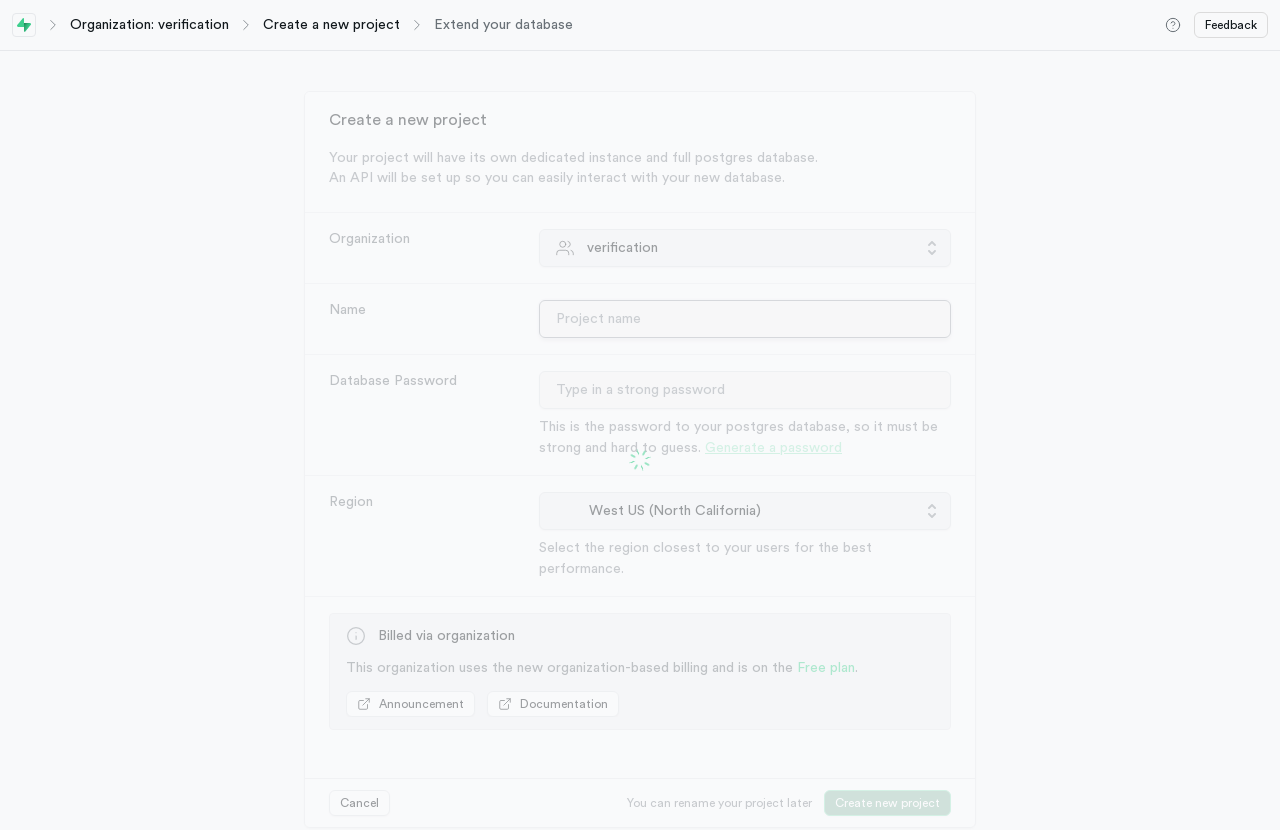 Organization: verification
Create a new project
Extend your database
Feedback
Create a new project
Your project will have its own dedicated instance and full postgres database.
An API will be set up so you can easily interact with your new database.
Organization
verification
Name
Project name
Database Password
Type in a strong password
This is the password to your postgres database, so it must be
strong and hard to guess. Generate a password
Region
West US (North California)
Select the region closest to your users for the best
performance.
Billed via organization
This organization uses the new organization-based billing and is on the Free plan.
Announcement
Documentation
Cancel
You can rename your project later
Create new project